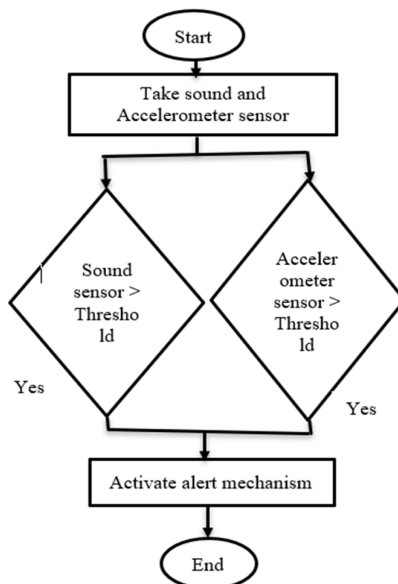 Start
Take sound and
Accelerometer sensor
Sound
sensor >
Thresho
ld
Acceler
ometer
sensor >
Thresho
ld
Yes
Yes
Activate alert mechanism
End